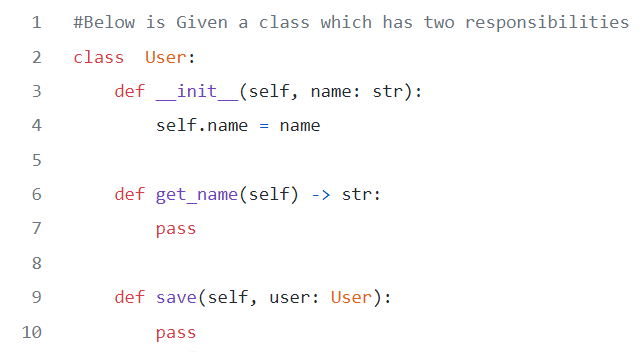 1 #Below is Given a class which has two responsibilities
2 class  User:
3     def __init__(self, name: str):
4         self.name = name
5
6     def get_name(self) -> str:
7         pass
8
9     def save(self, user: User):
10         pass